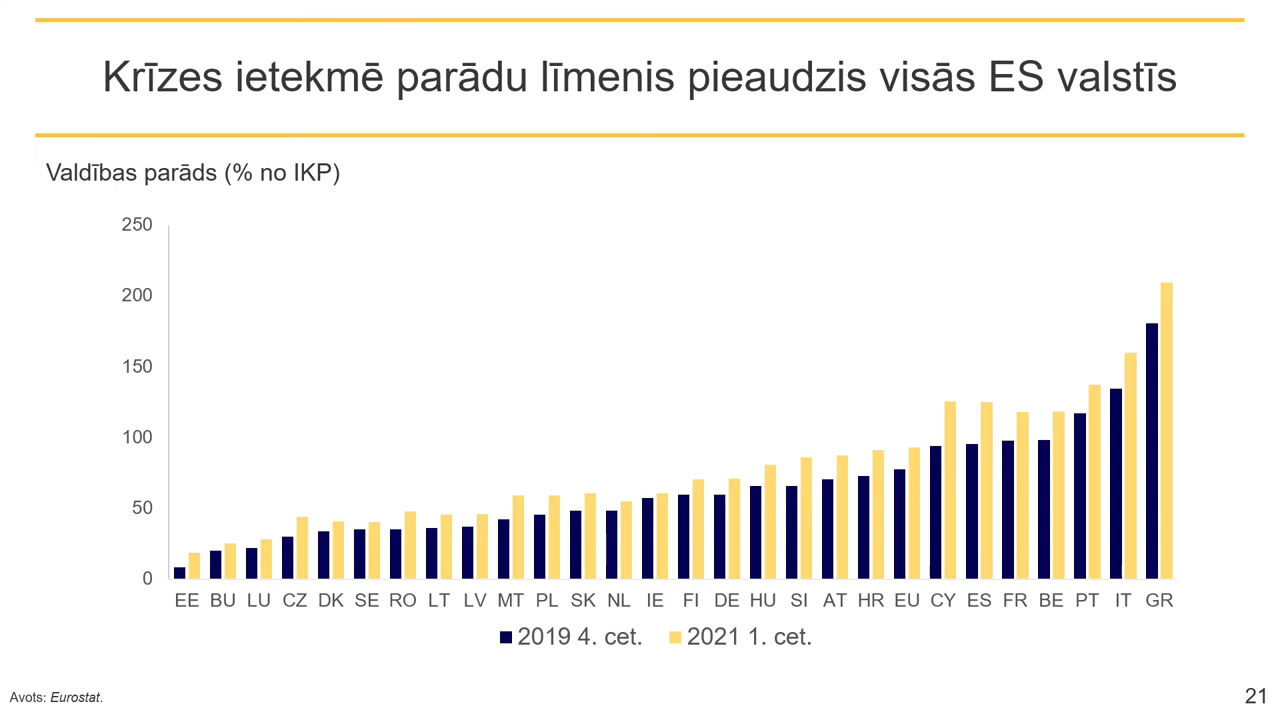 Krīzes ietekmē parādu līmenis pieaudzis visās ES valstīs
Valdības parāds (% no IKP)
250
200
150
100
50
0
EE BU LU CZ DK SE RO LT LV MT PL SK NL IE FI DE HU SI AT HR EU CY ES FR BE PT IT GR
2019 4. cet. 2021 1. cet.
Avots: Eurostat.
21